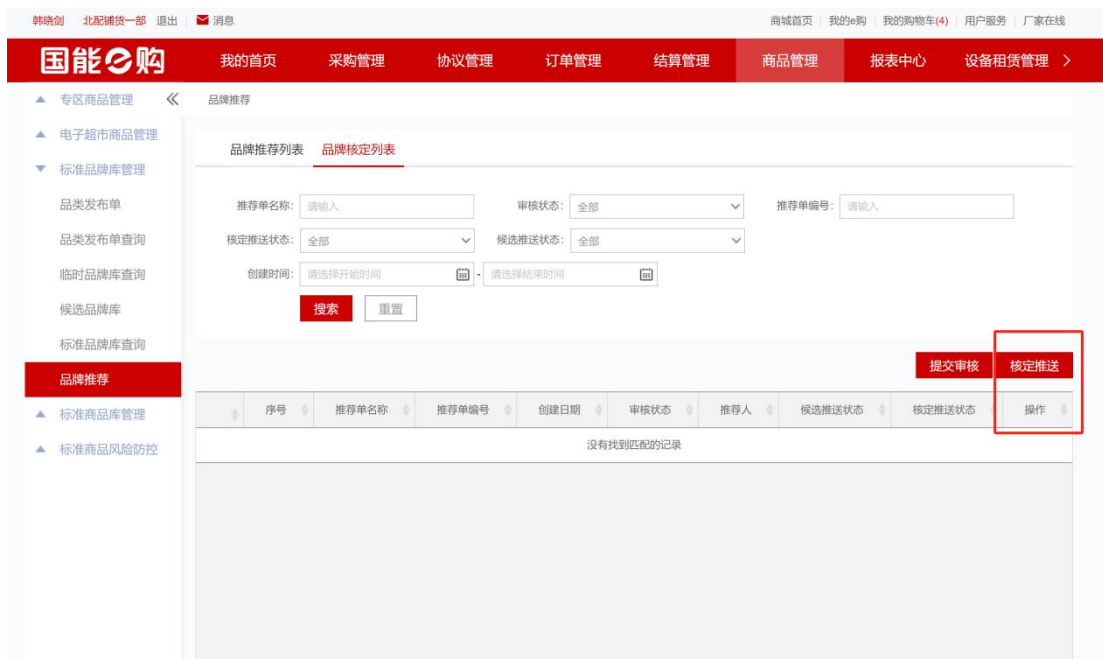 韩晓剑 北配铺货一部 退出 消息 商城首页 我的e购 我的购物车(4) 用户服务 厂家在线
国能e购 我的首页 采购管理 协议管理 订单管理 结算管理 商品管理 报表中心 设备租赁管理
专区商品管理 品牌推荐
电子超市商品管理
品牌推荐列表 品牌核定列表
标准品牌库管理
品类发布单
推荐单名称: 请输入 审核状态: 全部 推荐单编号: 请输入
品类发布单查询
核定推送状态: 全部 候选推送状态: 全部
临时品牌库查询
创建时间: 请选择开始时间 - 请选择结束时间
候选品牌库
搜索 重置
标准品牌库查询
提交审核 核定推送
品牌推荐
标准商品库管理
序号 推荐单名称 推荐单编号 创建日期 审核状态 推荐人 候选推送状态 核定推送状态 操作
标准商品风险防控
没有找到匹配的记录